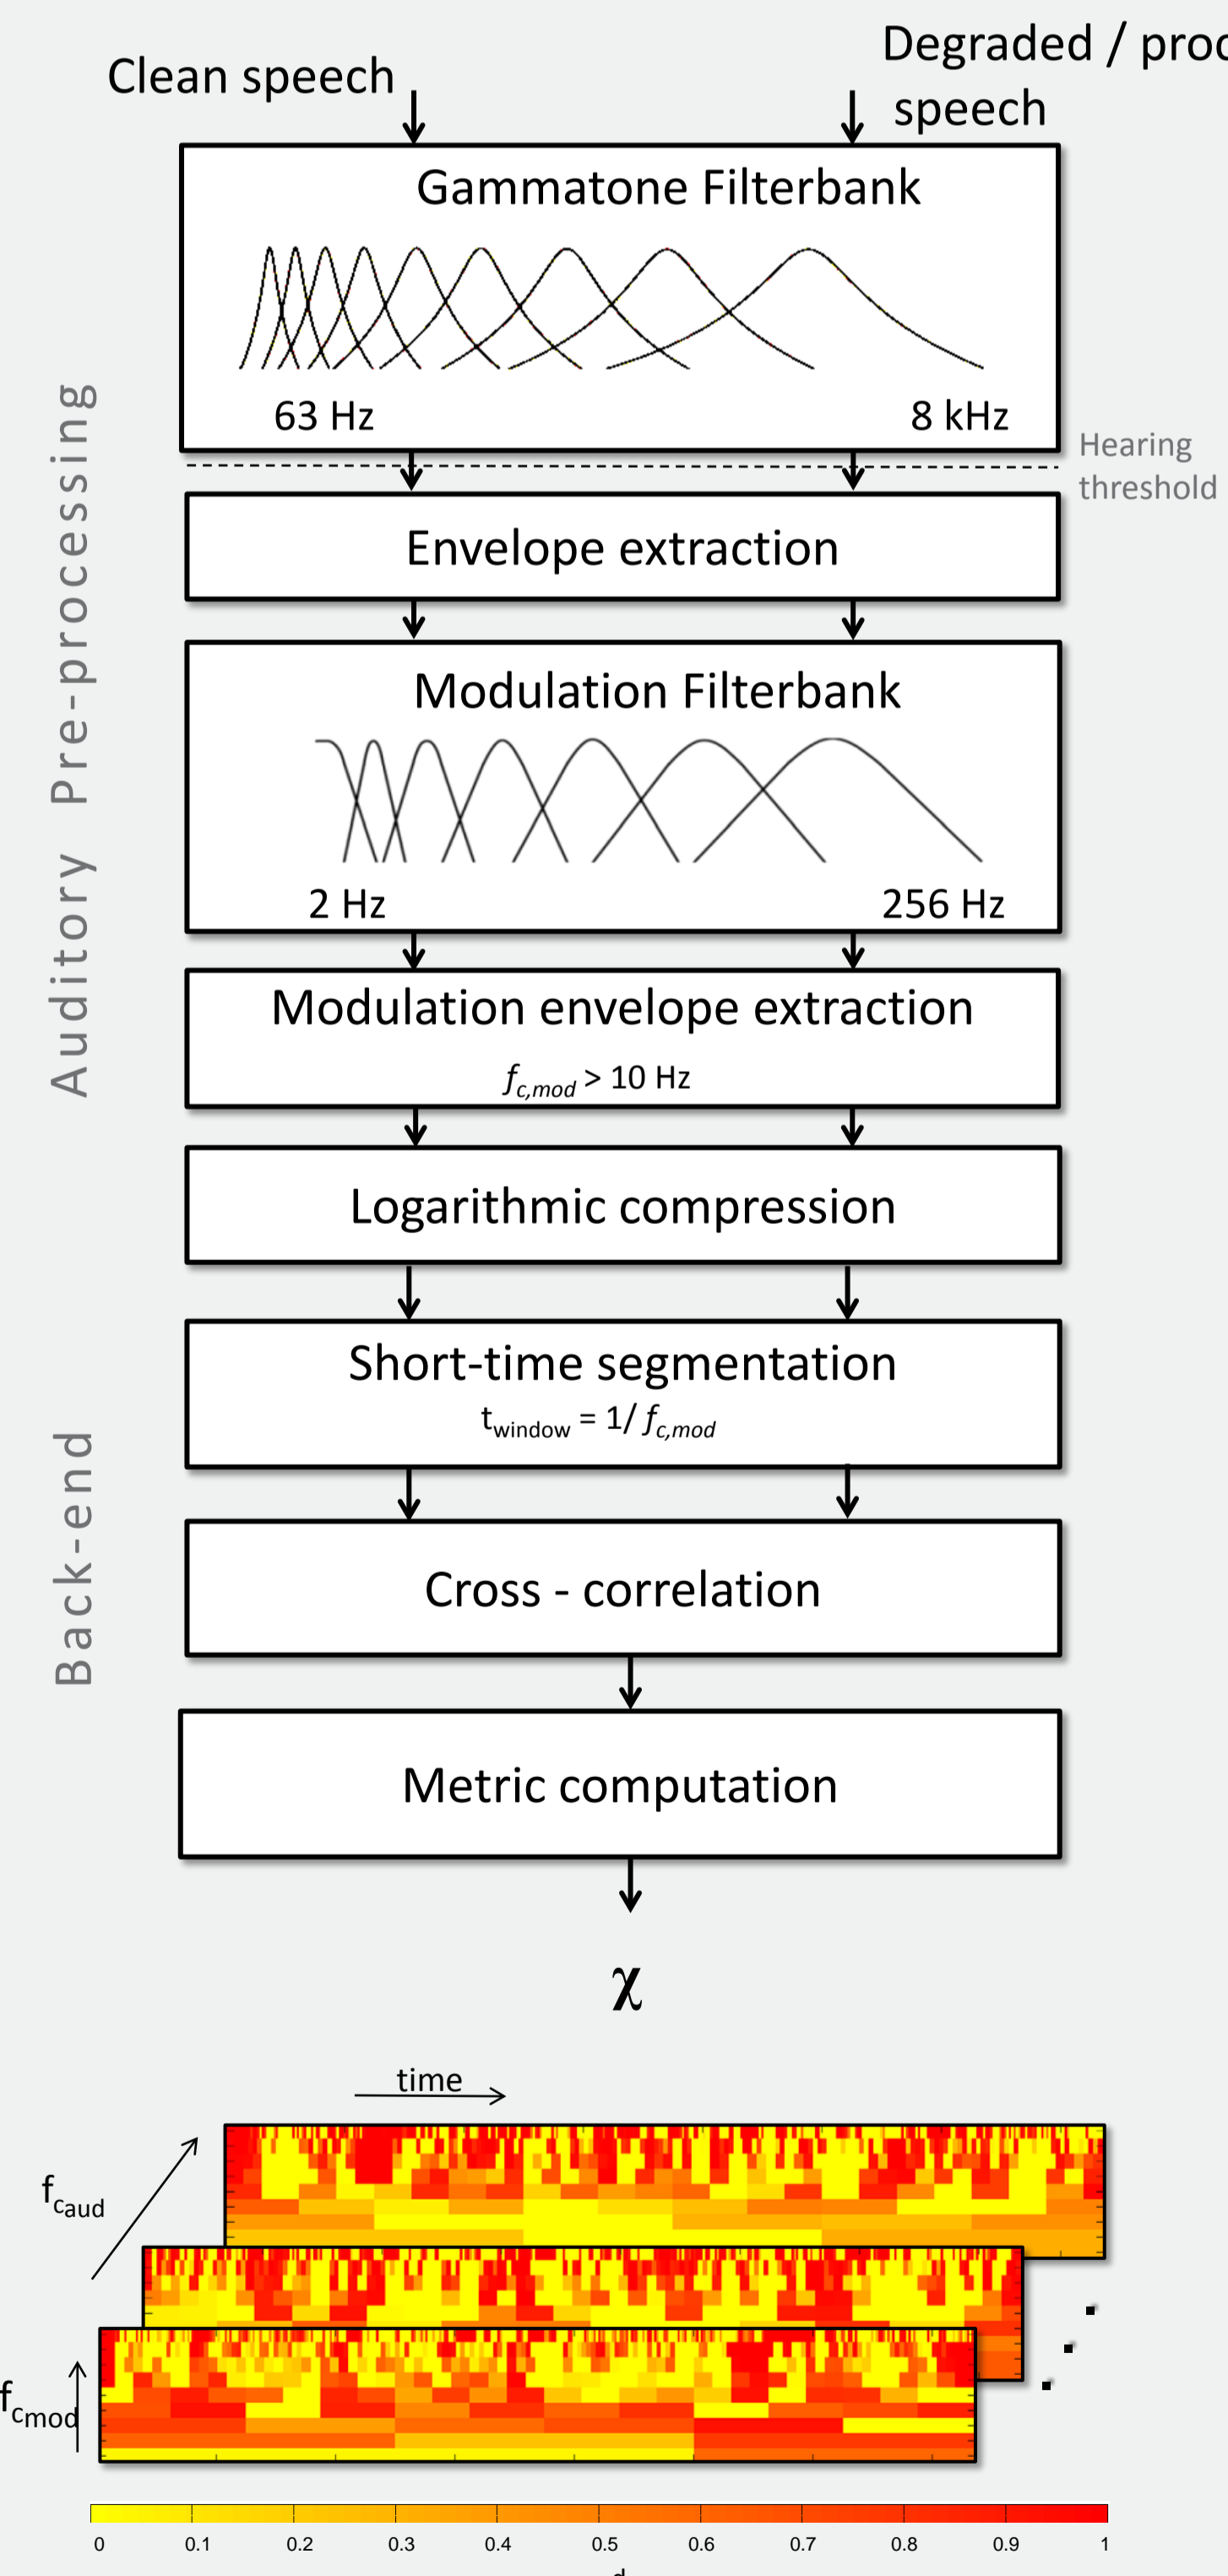 Clean speech
Degraded /
speech
Gammatone Filterbank
63 Hz
8 kHz
Hearing
threshold
Envelope extraction
Modulation Filterbank
2 Hz
256 Hz
Modulation envelope extraction
fc,mod > 10 Hz
Logarithmic compression
Short-time segmentation
twindow = 1/ fc,mod
Cross - correlation
Metric computation
χ
Auditory Pre-processing
Back-end
time
fcaud
fcmod
0 0.1 0.2 0.3 0.4 0.5 0.6 0.7 0.8 0.9 1